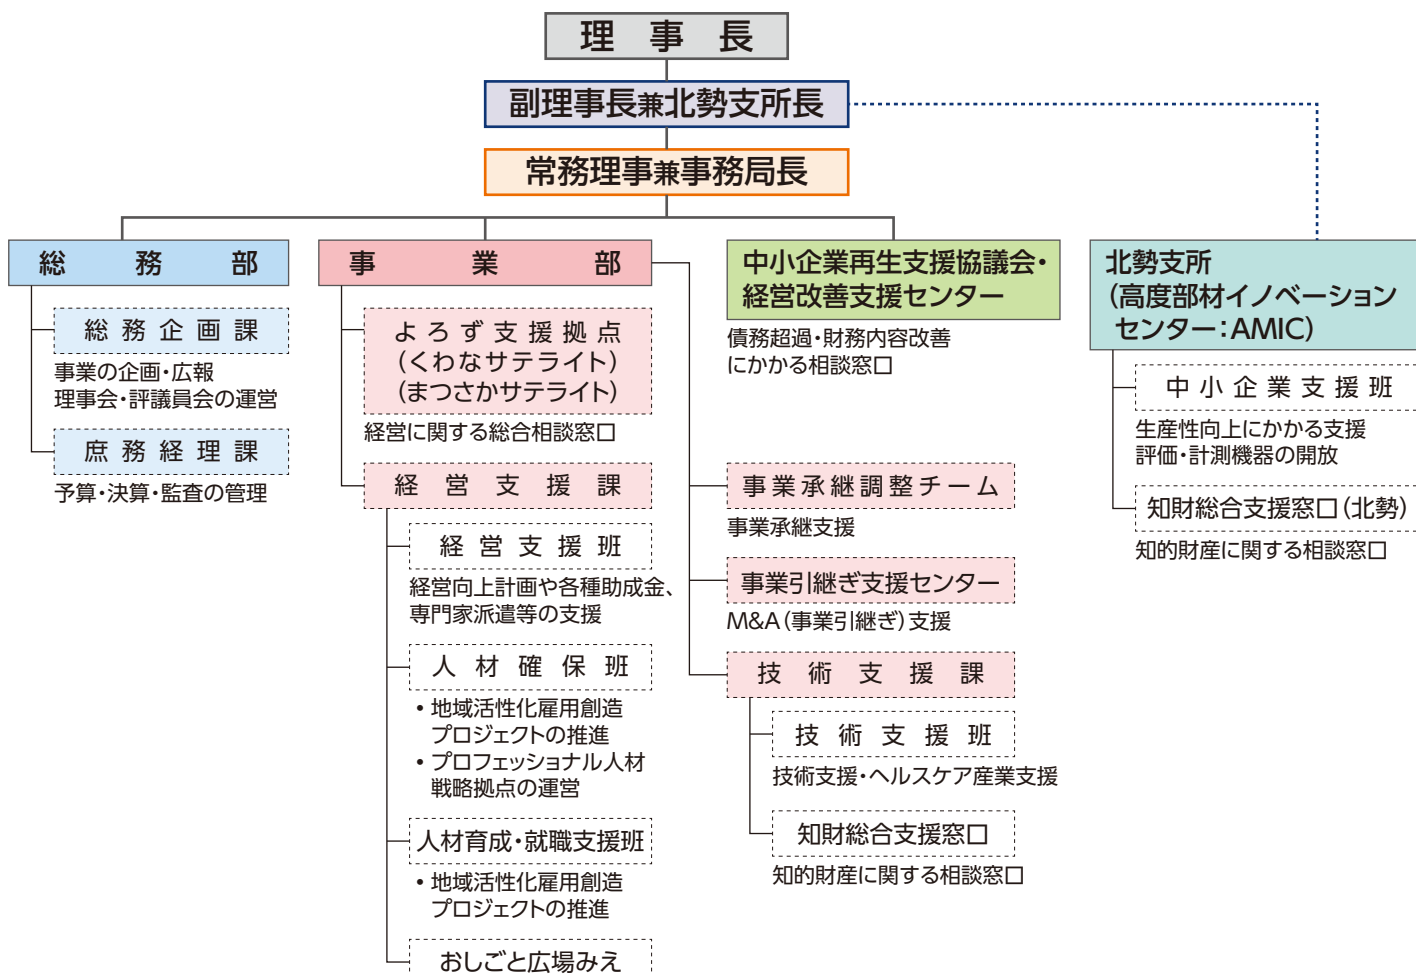 理事長
副理事長兼北勢支所長
常務理事兼事務局長
総務部
総務企画課
事業の企画・広報
理事会・評議員会の運営
庶務経理課
予算・決算・監査の管理
事業部
よろず支援拠点
(くわなサテライト)
(まつさかサテライト)
経営に関する総合相談窓口
経営支援課
経営支援班
経営向上計画や各種助成金、
専門家派遣等の支援
人材確保班
・地域活性化雇用創造
プロジェクトの推進
・プロフェッショナル人材
戦略拠点の運営
人材育成・就職支援班
・地域活性化雇用創造
プロジェクトの推進
おしごと広場みえ
事業承継調整チーム
事業承継支援
事業引継ぎ支援センター
M&A(事業引継ぎ)支援
技術支援課
技術支援班
技術支援・ヘルスケア産業支援
知財総合支援窓口
知的財産に関する相談窓口
中小企業再生支援協議会・
経営改善支援センター
債務超過・財務内容改善
にかかる相談窓口
北勢支所
(高度部材イノベーション
センター:AMIC)
中小企業支援班
生産性向上にかかる支援
評価・計測機器の開放
知財総合支援窓口(北勢)
知的財産に関する相談窓口